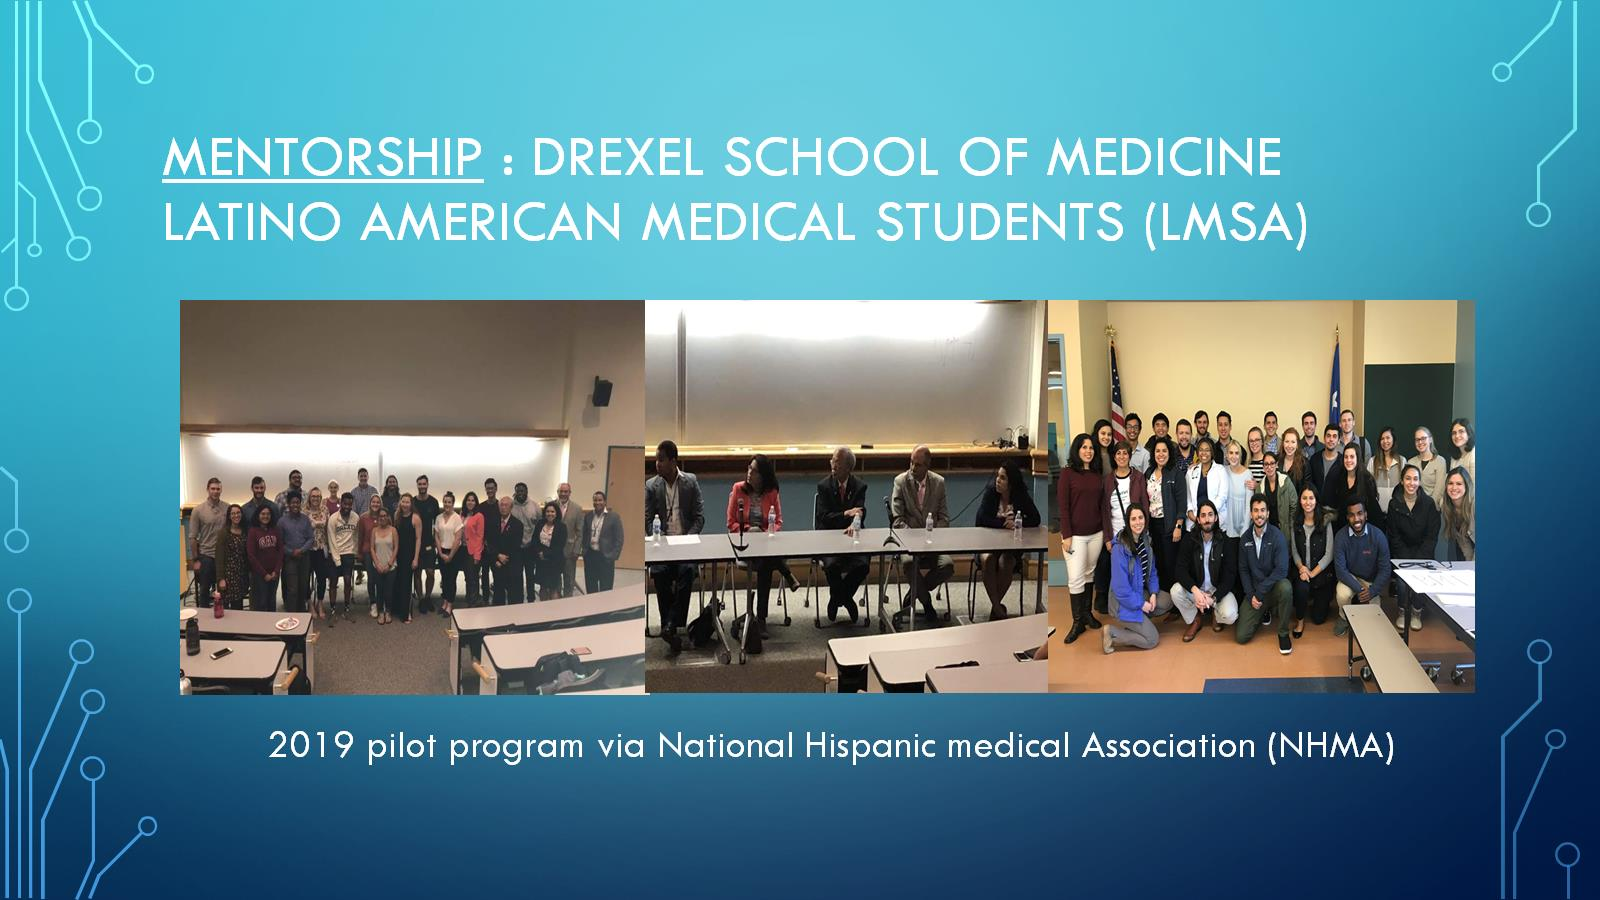 MENTORSHIP : DREXEL SCHOOL OF MEDICINE
LATINO AMERICAN MEDICAL STUDENTS (LMSA)
2019 pilot program via National Hispanic medical Association (NHMA)